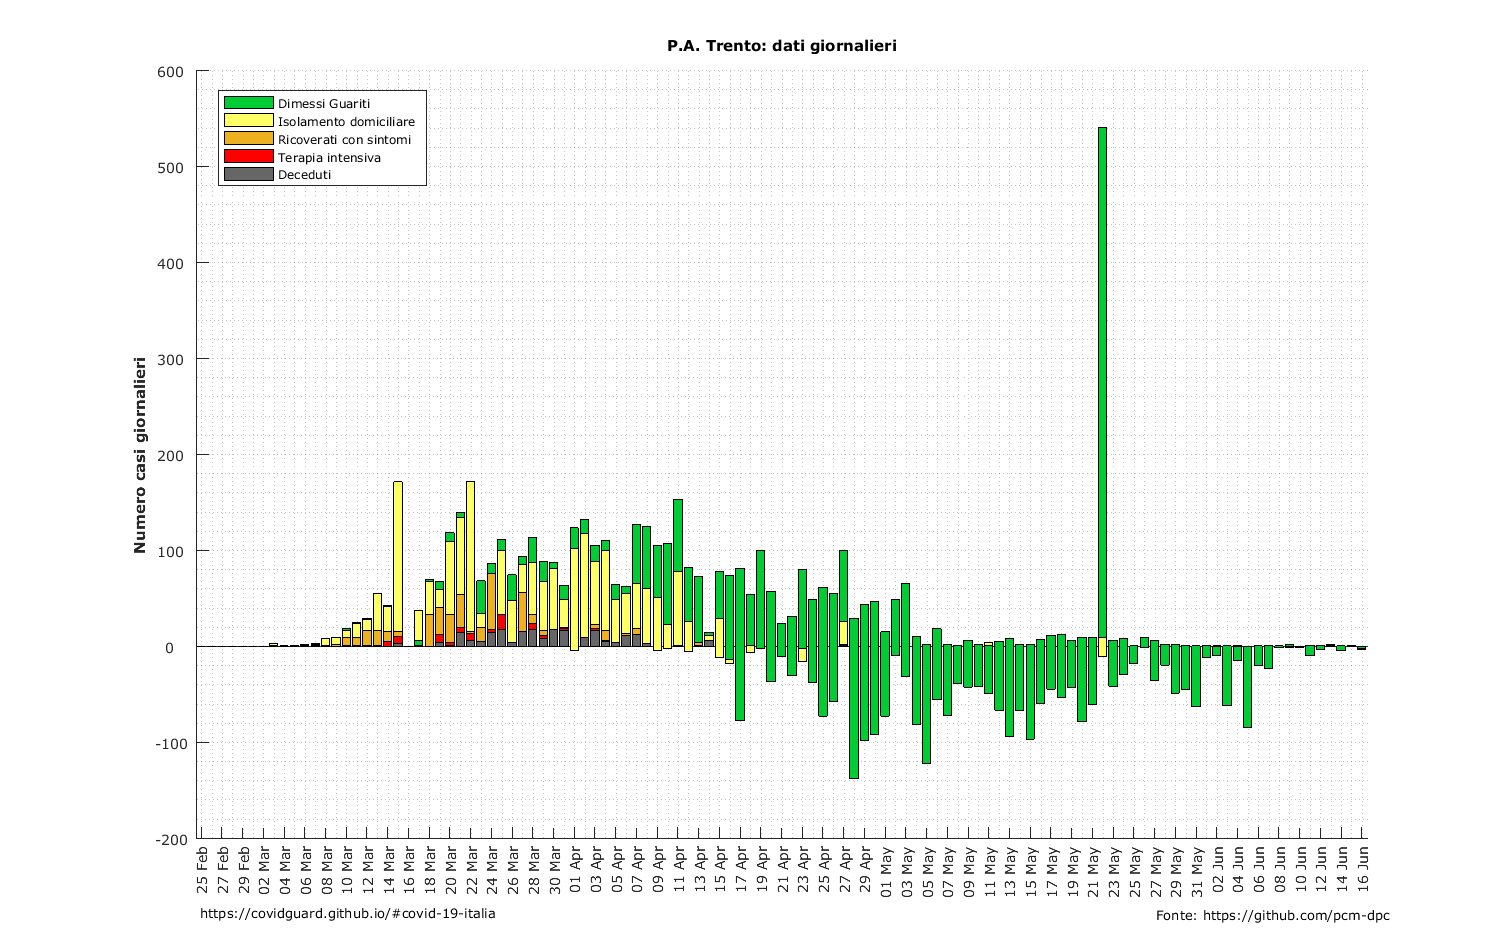 P.A. Trento: dati giornalieri
600
500
400
300
200
100
0
-100
-200
Numero casi giornalieri
Dimessi Guariti
Isolamento domiciliare
Ricoverati con sintomi
Terapia intensiva
Deceduti
25 Feb
27 Feb
29 Feb
02 Mar
04 Mar
06 Mar
08 Mar
10 Mar
12 Mar
14 Mar
16 Mar
18 Mar
20 Mar
22 Mar
24 Mar
26 Mar
28 Mar
30 Mar
01 Apr
03 Apr
05 Apr
07 Apr
09 Apr
11 Apr
13 Apr
15 Apr
17 Apr
19 Apr
21 Apr
23 Apr
25 Apr
27 Apr
29 Apr
01 May
03 May
05 May
07 May
09 May
11 May
13 May
15 May
17 May
19 May
21 May
23 May
25 May
27 May
29 May
31 May
02 Jun
04 Jun
06 Jun
08 Jun
10 Jun
12 Jun
14 Jun
16 Jun
https://covidguard.github.io/#covid-19-italia
Fonte: https://github.com/pcm-dpc